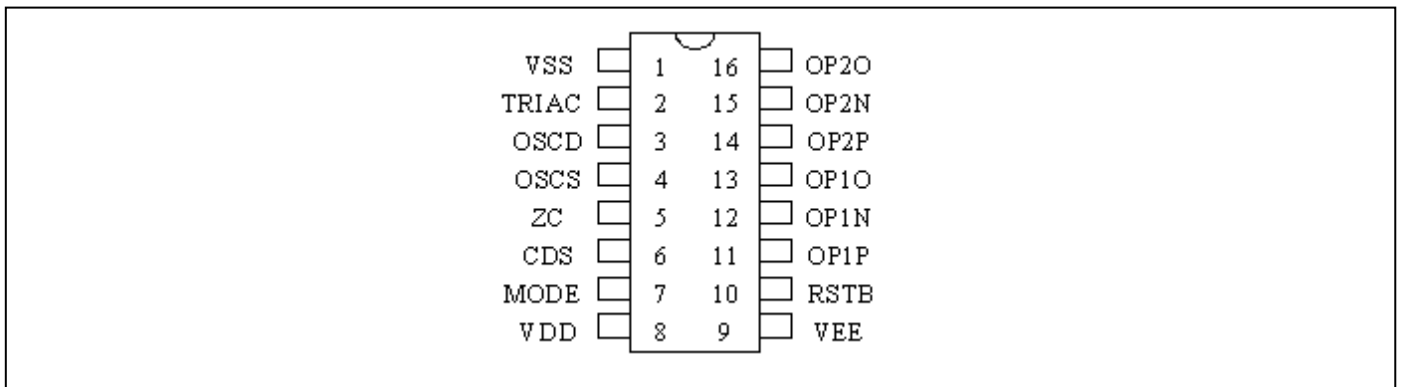 VSS 1 16 OP2O
TRIAC 2 15 OP2N
OSCD 3 14 OP2P
OSCS 4 13 OP1O
ZC 5 12 OP1N
CDS 6 11 OP1P
MODE 7 10 RSTB
VDD 8 9 VEE